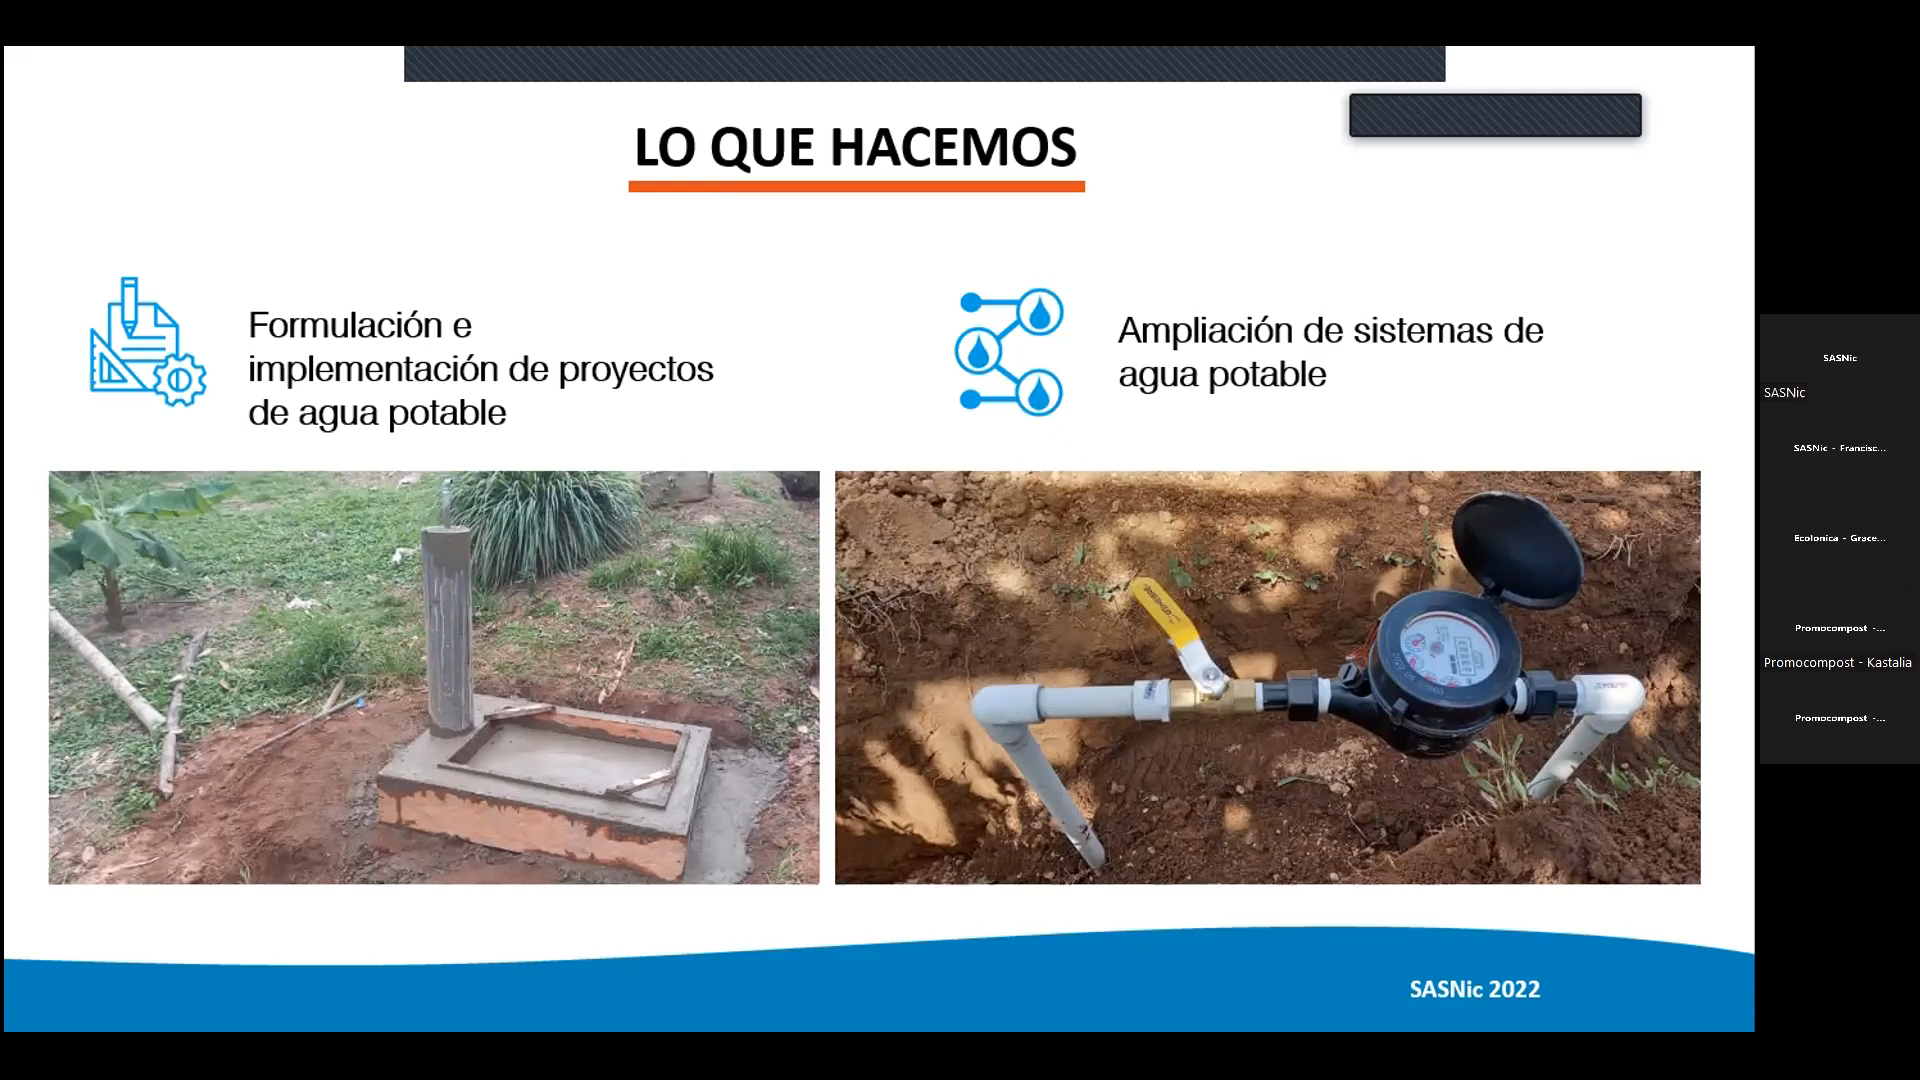 LO QUE HACEMOS
Formulación e
implementación de proyectos
de agua potable
Ampliación de sistemas de
agua potable
SASNic 2022
SASNic
SASNic
SASNic - Francisc...
Ecolonica - Grace...
Promocompost -...
Promocompost - Kastalia
Promocompost -...